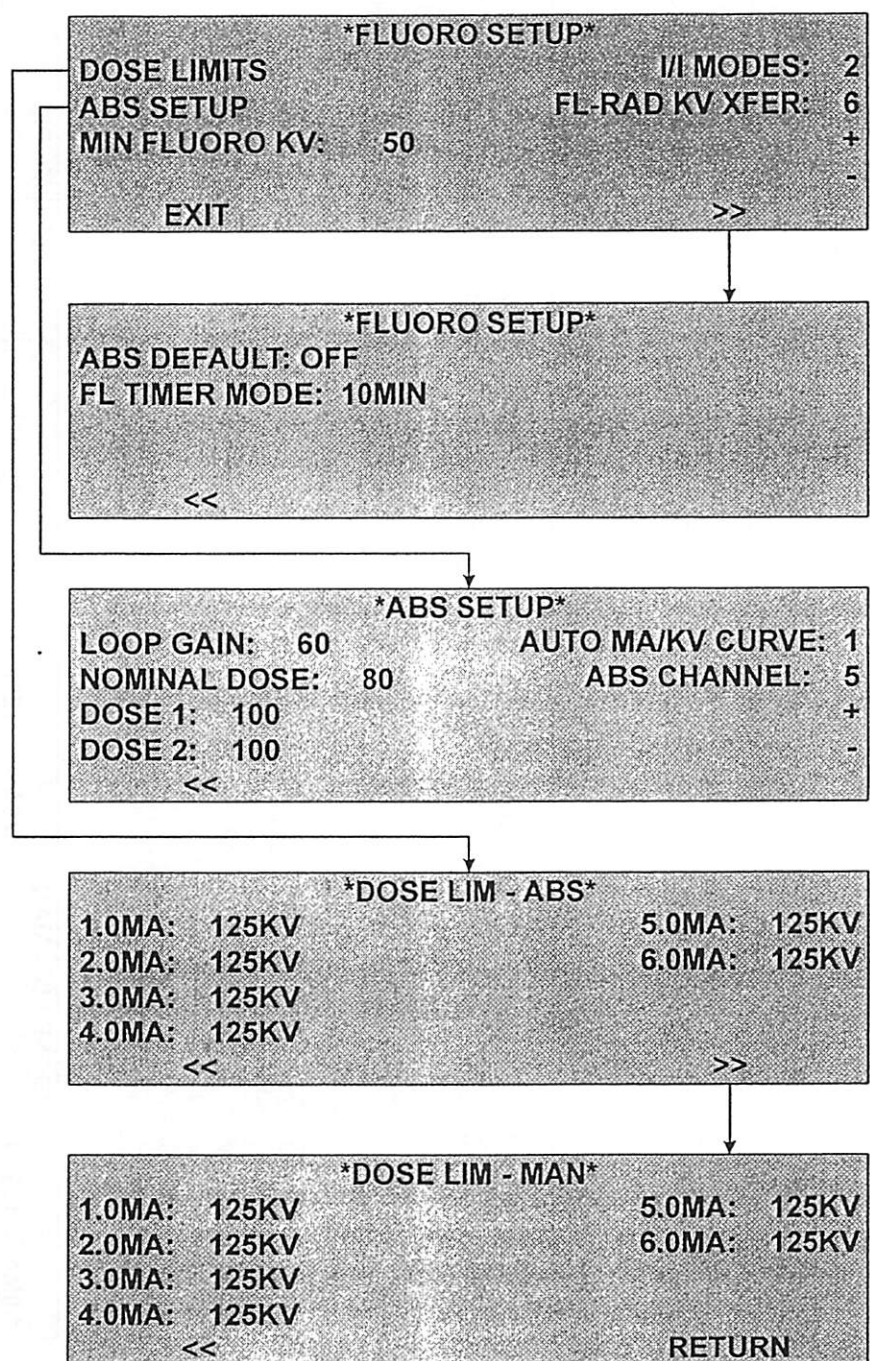 *FLUORO SETUP*
DOSE LIMITS I/I MODES: 2
ABS SETUP FL-RAD KV XFER: 6
MIN FLUORO KV: 50 +
-
EXIT >>
*FLUORO SETUP*
ABS DEFAULT: OFF
FL TIMER MODE: 10MIN
<<
*ABS SETUP*
LOOP GAIN: 60 AUTO MA/KV CURVE: 1
NOMINAL DOSE: 80 ABS CHANNEL: 5
DOSE 1: 100 +
DOSE 2: 100 -
<<
*DOSE LIM - ABS*
1.0MA: 125KV 5.0MA: 125KV
2.0MA: 125KV 6.0MA: 125KV
3.0MA: 125KV
4.0MA: 125KV
<< >>
*DOSE LIM - MAN*
1.0MA: 125KV 5.0MA: 125KV
2.0MA: 125KV 6.0MA: 125KV
3.0MA: 125KV
4.0MA: 125KV
<< RETURN